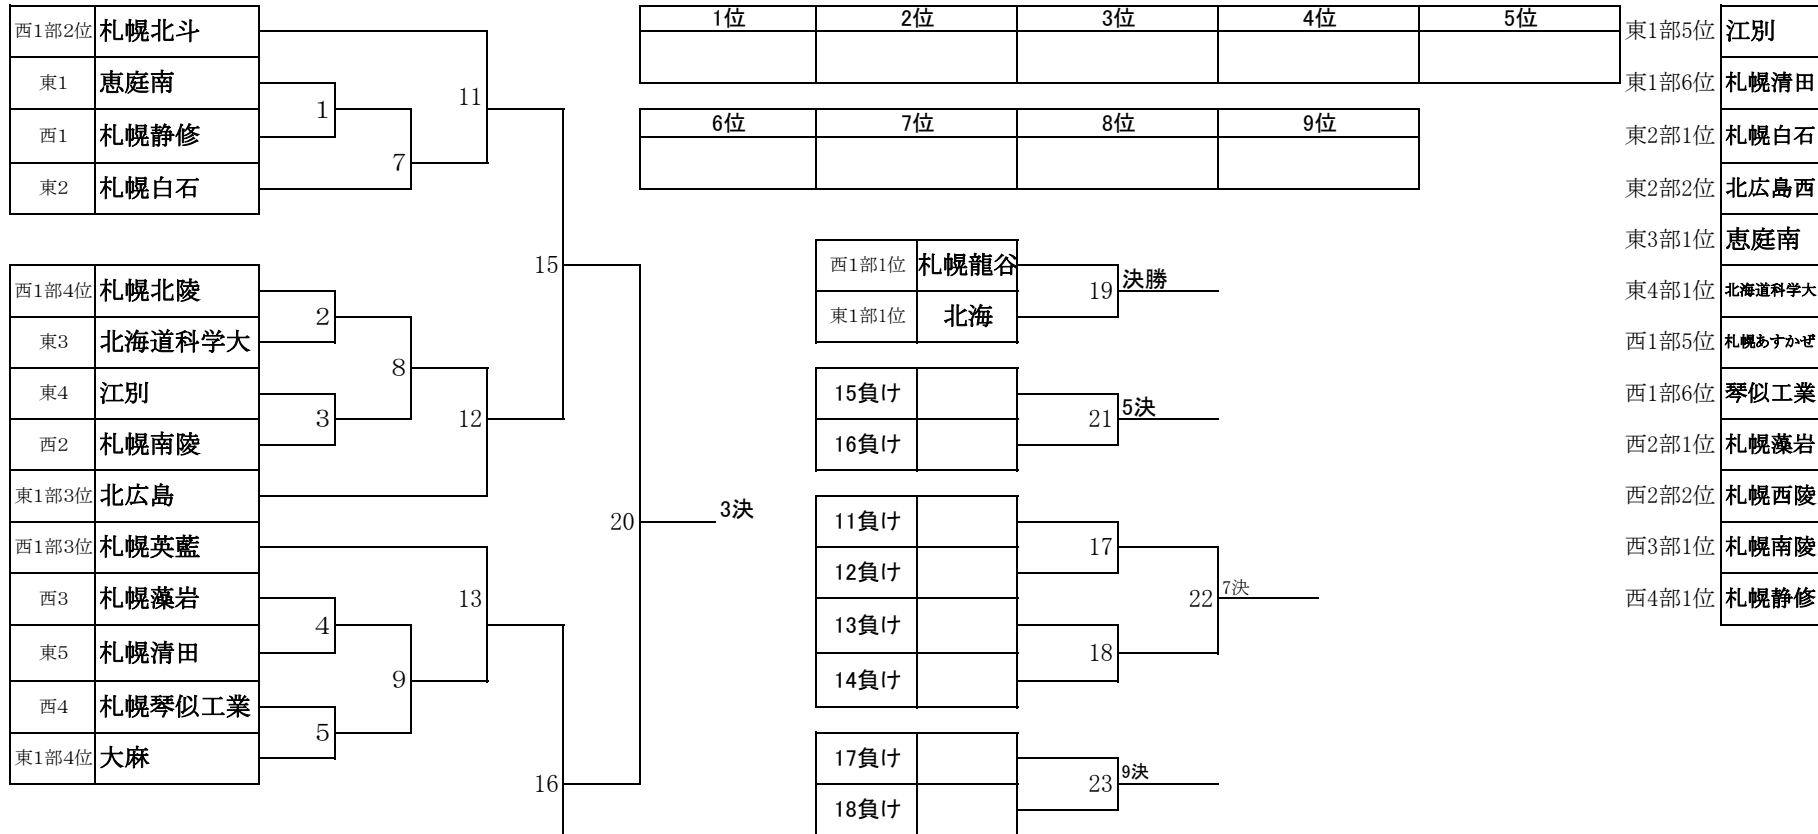 西1部2位 札幌北斗
東1 恵庭南
西1 札幌静修
東2 札幌白石
1
7
11
西1部4位 札幌北陵
東3 北海道科学大
東4 江別
西2 札幌南陵
東1部3位 北広島
2
3
8
12
15
西1部3位 札幌英藍
西3 札幌藻岩
東5 札幌清田
西4 札幌琴似工業
東1部4位 大麻
4
5
9
13
16
20
3決
1位 2位 3位 4位 5位
6位 7位 8位 9位
西1部1位 札幌龍谷
東1部1位 北海
19 決勝
15負け
16負け
21 5決
11負け
12負け
13負け
14負け
17
18
22 7決
17負け
18負け
23 9決
東1部5位 江別
東1部6位 札幌清田
東2部1位 札幌白石
東2部2位 北広島西
東3部1位 恵庭南
東4部1位 北海道科学大
西1部5位 札幌あすかぜ
西1部6位 琴似工業
西2部1位 札幌藻岩
西2部2位 札幌西陵
西3部1位 札幌南陵
西4部1位 札幌静修